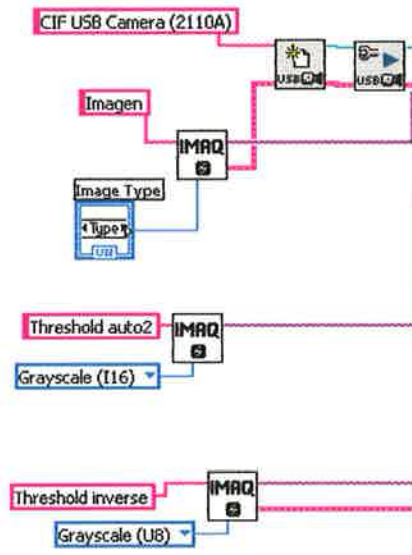 CIF USB Camera (2110A)
USB
USB
Imagen
IMAQ
Image Type
Type
U8
Threshold auto2
IMAQ
Grayscale (I16)
Threshold inverse
IMAQ
Grayscale (U8)